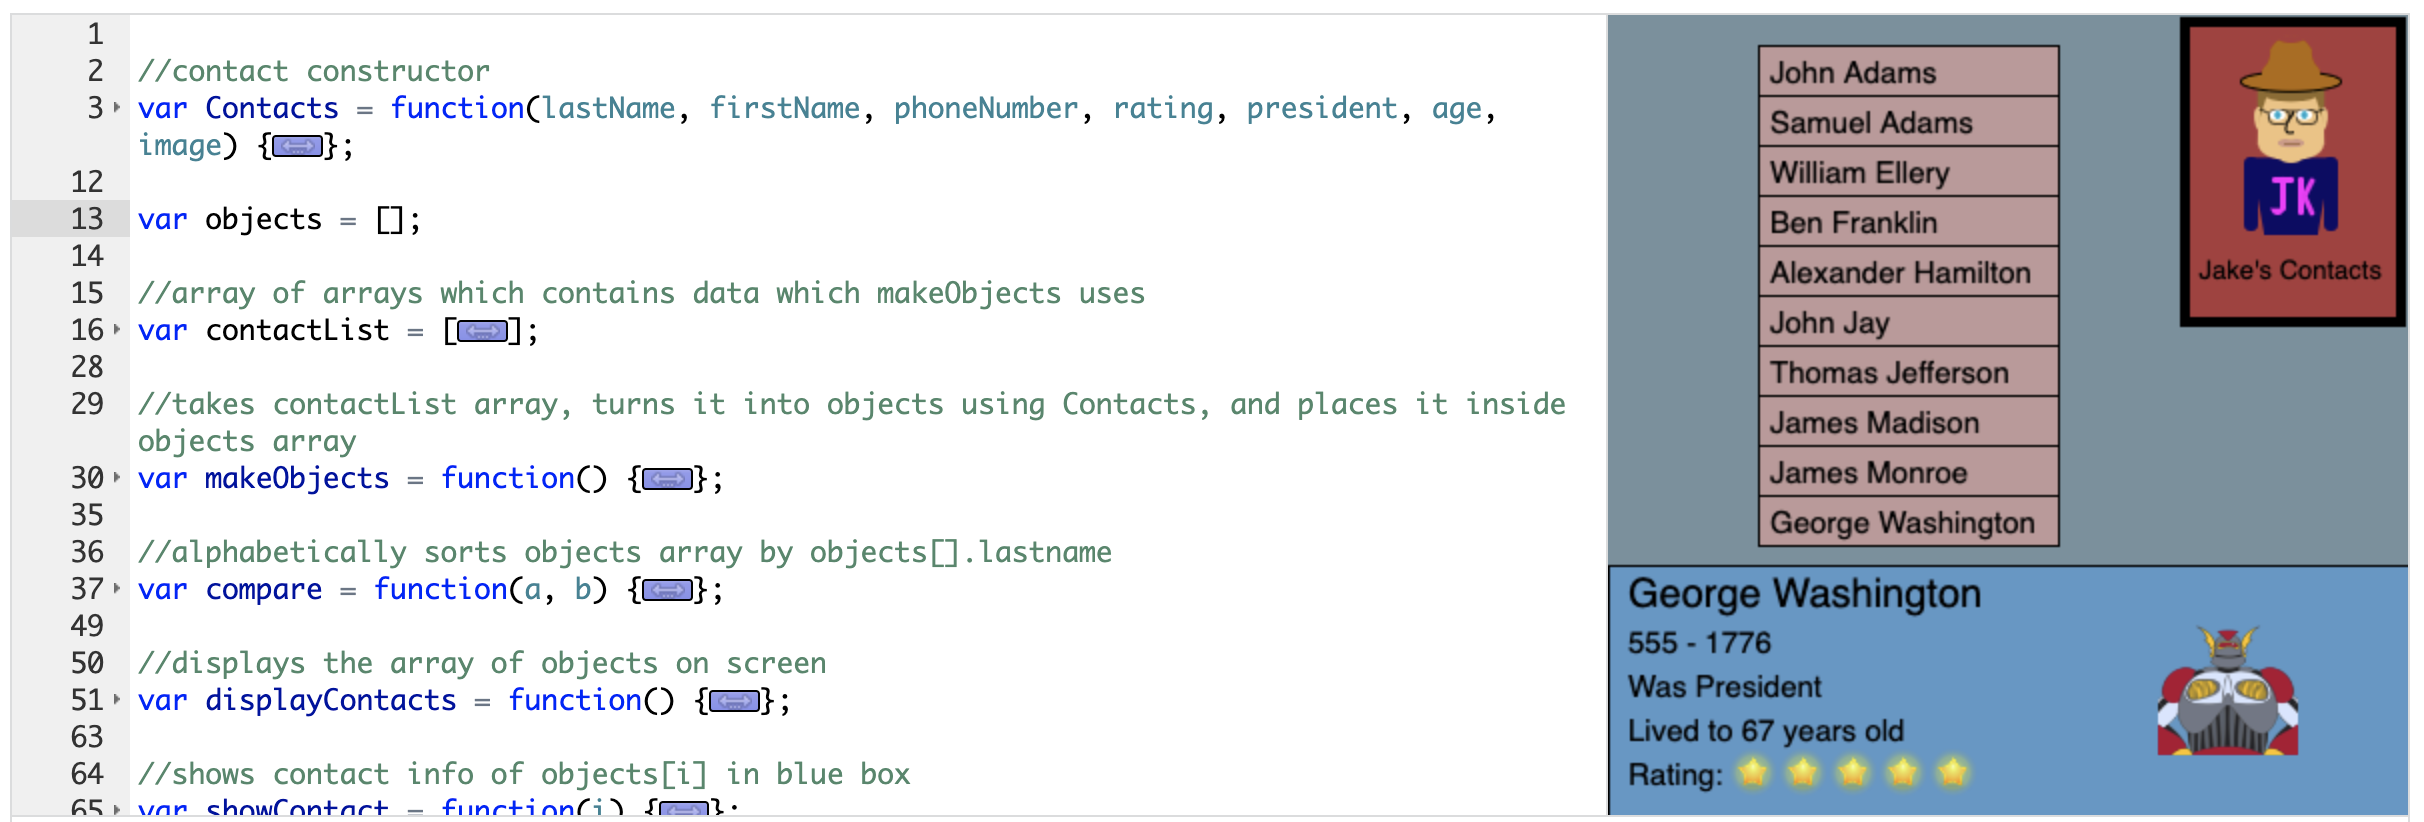 1
2 //contact constructor
3 var Contacts = function(lastName, firstName, phoneNumber, rating, president, age,
image) {};
12
13 var objects = [];
14
15 //array of arrays which contains data which makeObjects uses
16 var contactList = [];
28
29 //takes contactList array, turns it into objects using Contacts, and places it inside
objects array
30 var makeObjects = function() {};
35
36 //alphabetically sorts objects array by objects[].lastname
37 var compare = function(a, b) {};
49
50 //displays the array of objects on screen
51 var displayContacts = function() {};
63
64 //shows contact info of objects[i] in blue box
65 var showContact = function(i) {};
John Adams
Samuel Adams
William Ellery
Ben Franklin
Alexander Hamilton
John Jay
Thomas Jefferson
James Madison
James Monroe
George Washington
JK
Jake's Contacts
George Washington
555 - 1776
Was President
Lived to 67 years old
Rating: